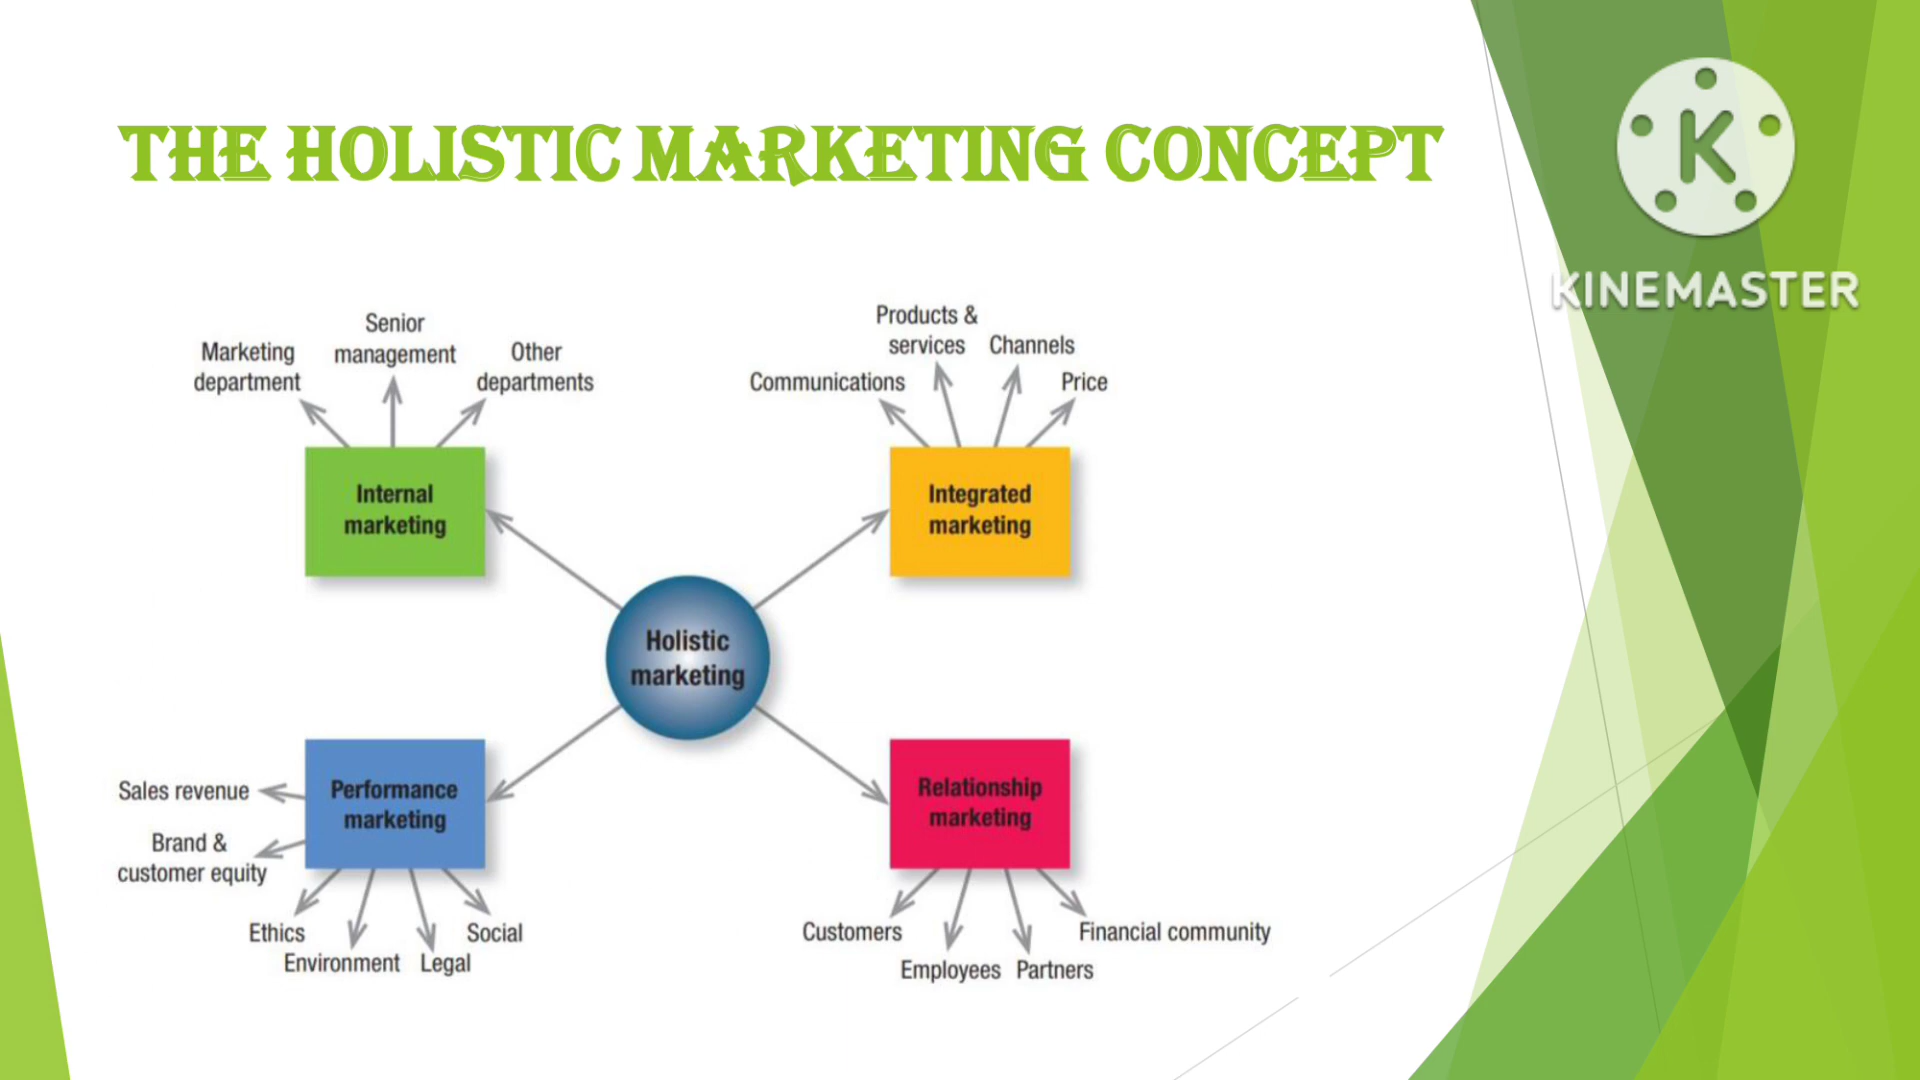 THE HOLISTIC MARKETING CONCEPT
K
KINEMASTER
Marketing
department
Senior
management
Other
departments
Internal
marketing
Communications
Products &
services
Channels
Price
Integrated
marketing
Holistic
marketing
Performance
marketing
Sales revenue
Brand &
customer equity
Ethics
Environment
Legal
Social
Relationship
marketing
Customers
Employees
Partners
Financial community